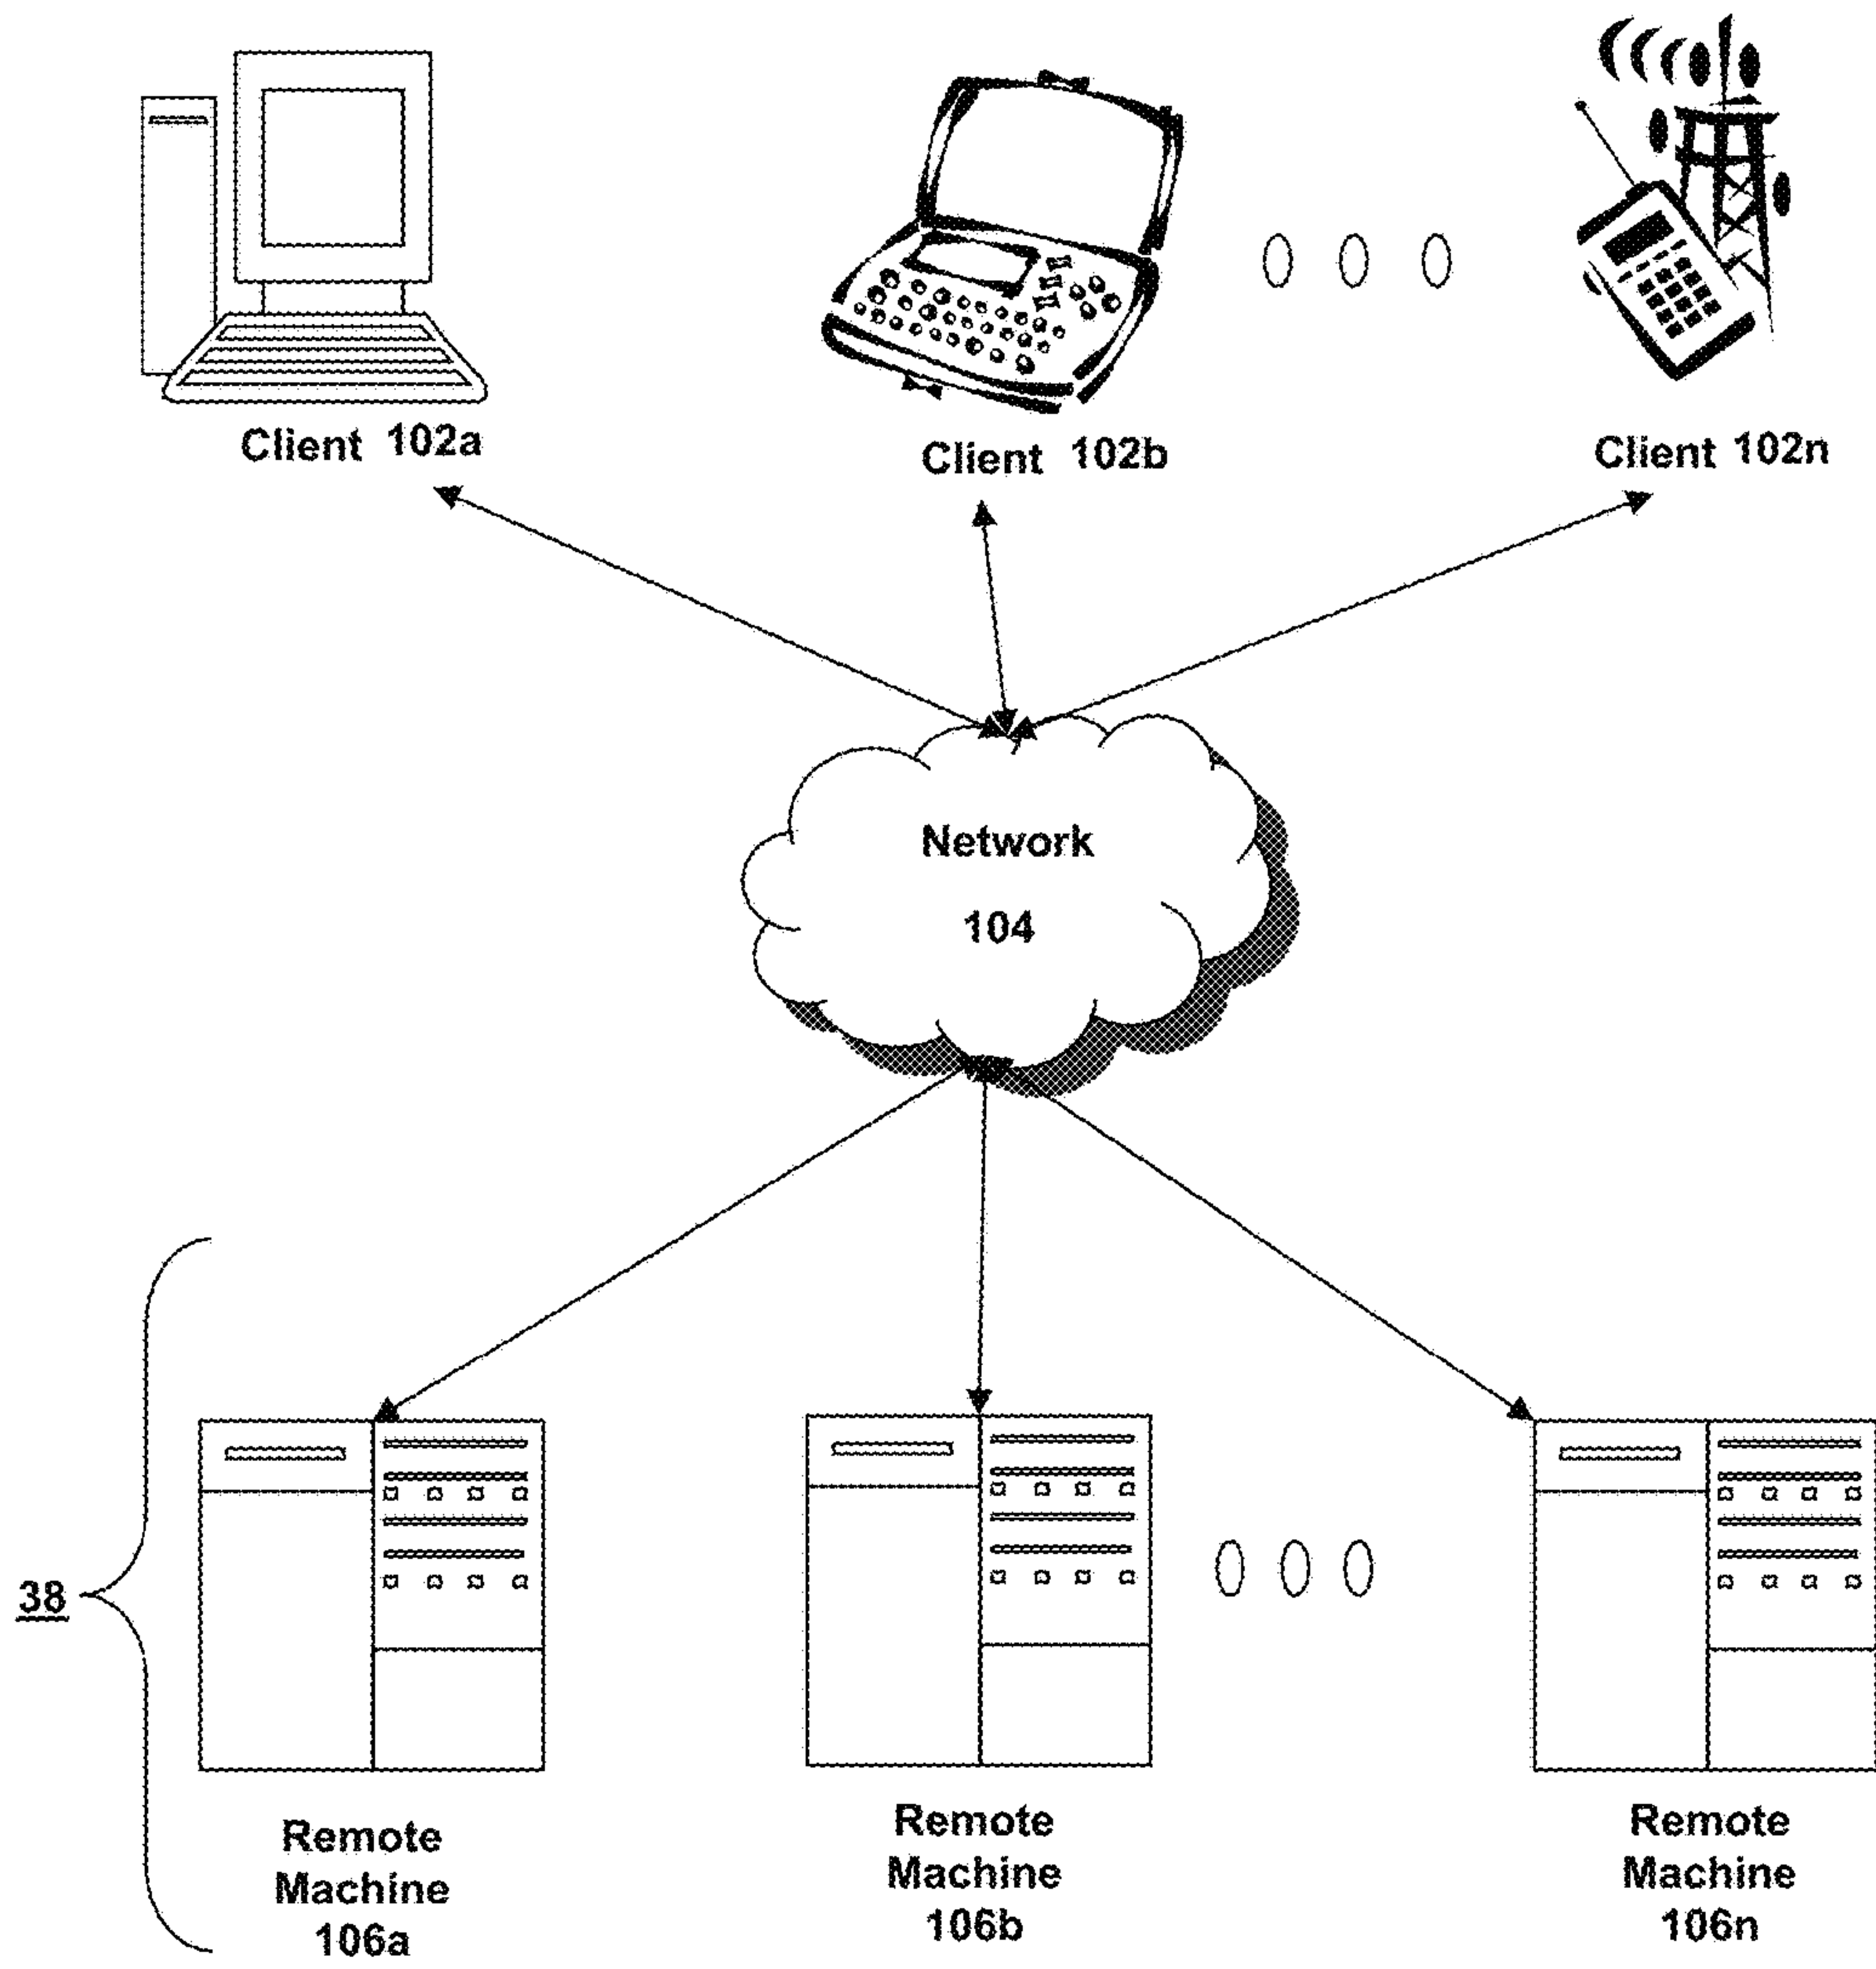 Client 102a
Client 102b
Client 102n
Network
104
38
Remote
Machine
106a
Remote
Machine
106b
Remote
Machine
106n